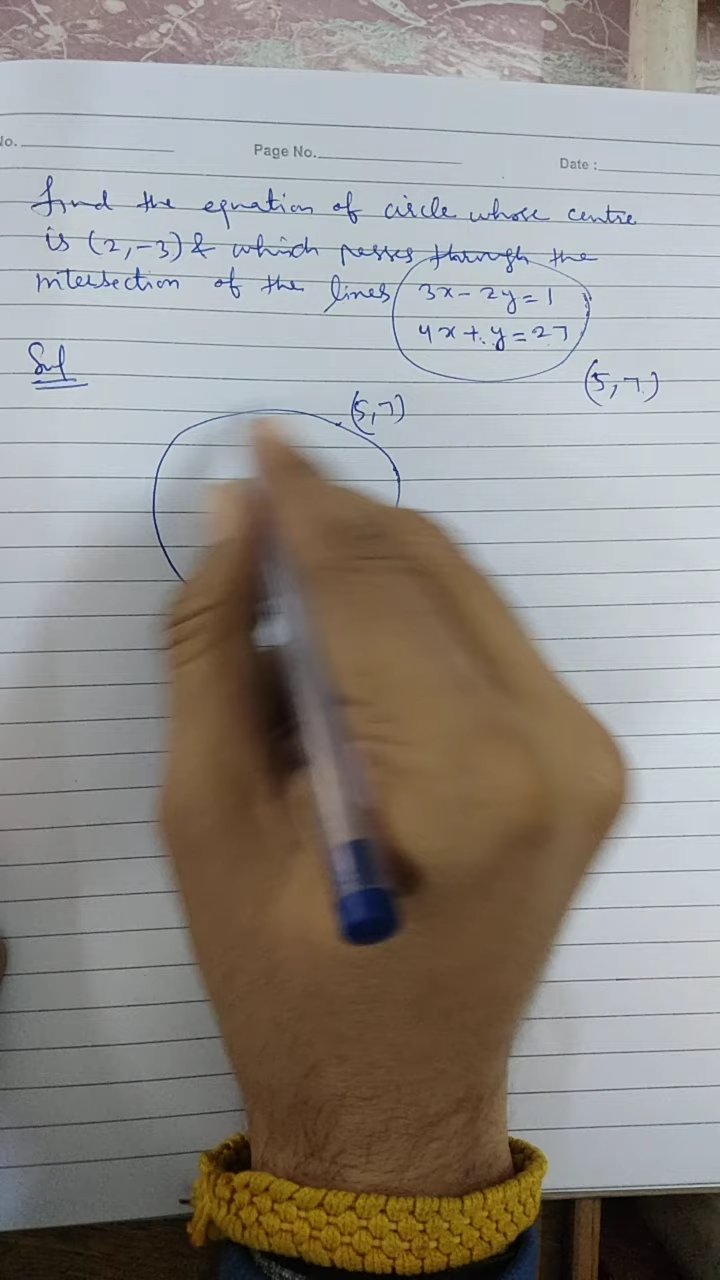 No.
Page No.
Date :
find the equation of circle whose centre
is (2,-3) & which passes through the
intersection of the lines 3x - 2y = 1
4x + y = 27
Sol
(5,7)
(5,7)